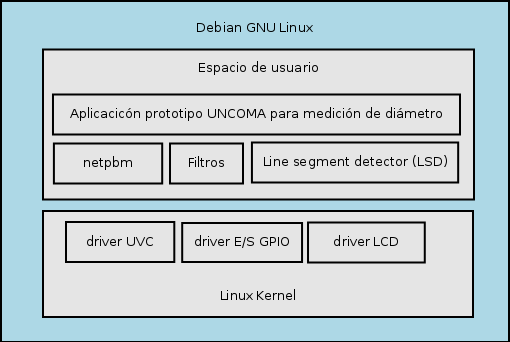 Debian GNU Linux
Espacio de usuario
Aplicacicón prototipo UNCOMA para medición de diámetro
netpbm
Filtros
Line segment detector (LSD)
driver UVC
driver E/S GPIO
driver LCD
Linux Kernel